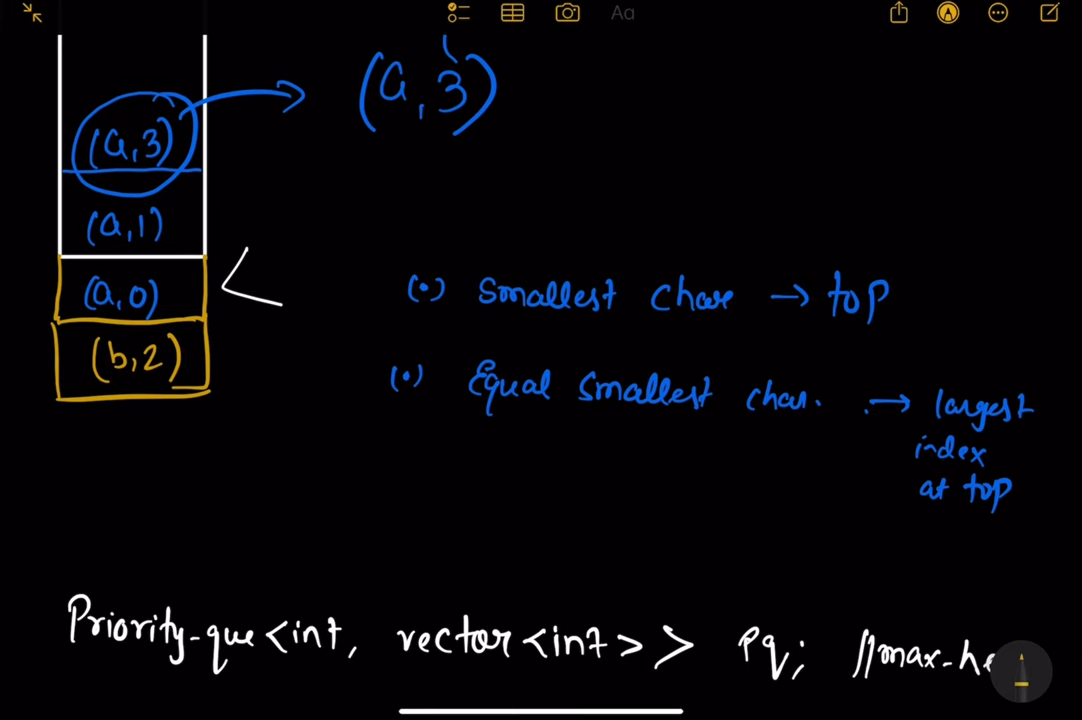 Aa
(a, 3)
(a, 3)
(a, 1)
(a, 0)
(b, 2)
(•) Smallest Char → top
(•) Equal Smallest char. → largest
index
at top
Priority-que <int, vector <int> > pq; //max-he